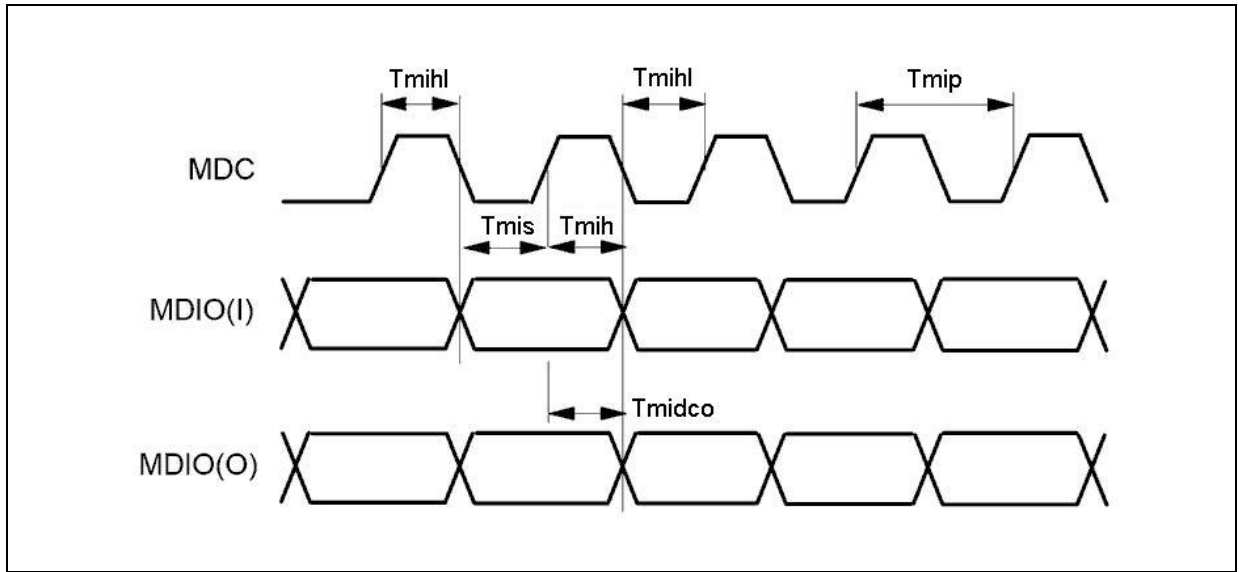 Tmihl Tmihl Tmip
MDC
Tmis Tmih
MDIO(I)
Tmidco
MDIO(O)